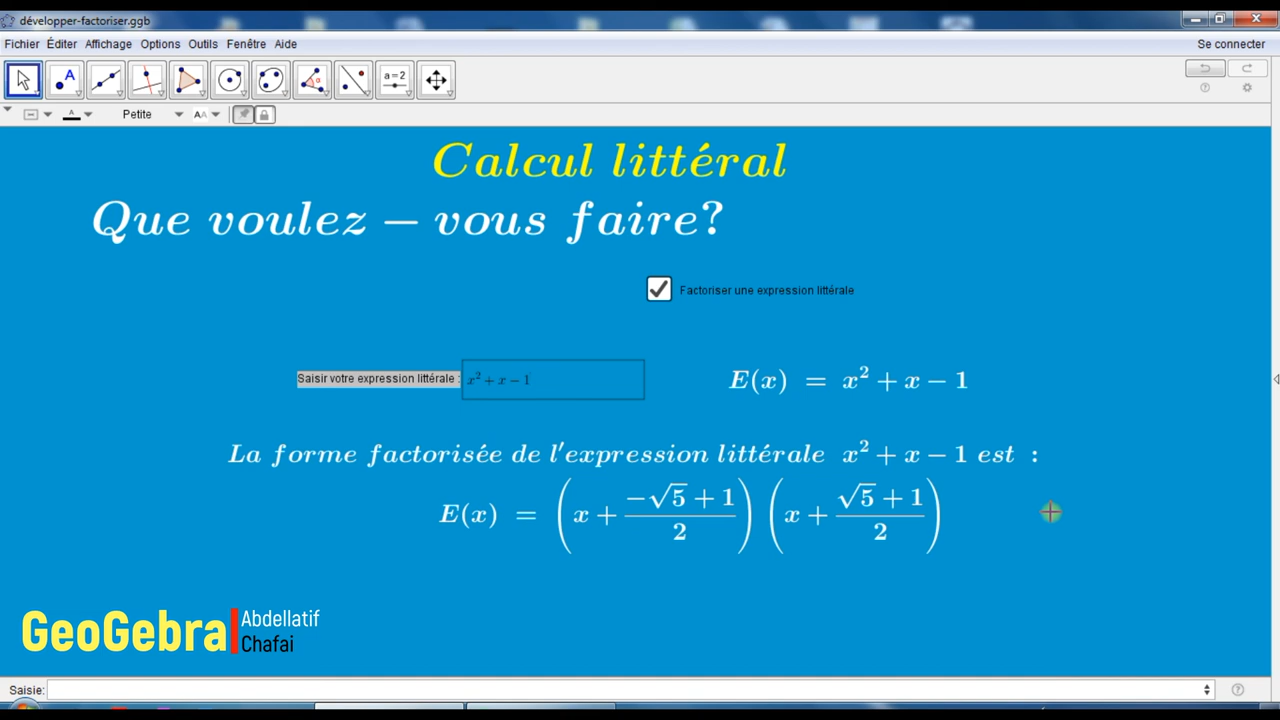 développer-factoriser.ggb
Fichier Éditer Affichage Options Outils Fenêtre Aide Se connecter
A α a=2
A Petite AA
Calcul littéral
Que voulez – vous faire?
Factoriser une expression littérale
Saisir votre expression littérale : x² + x − 1 E(x) = x² + x − 1
La forme factorisée de l'expression littérale x² + x − 1 est :
E(x) = (x + (−√5 + 1)/2) (x + (√5 + 1)/2)
GeoGebra
Abdellatif
Chafai
Saisie: